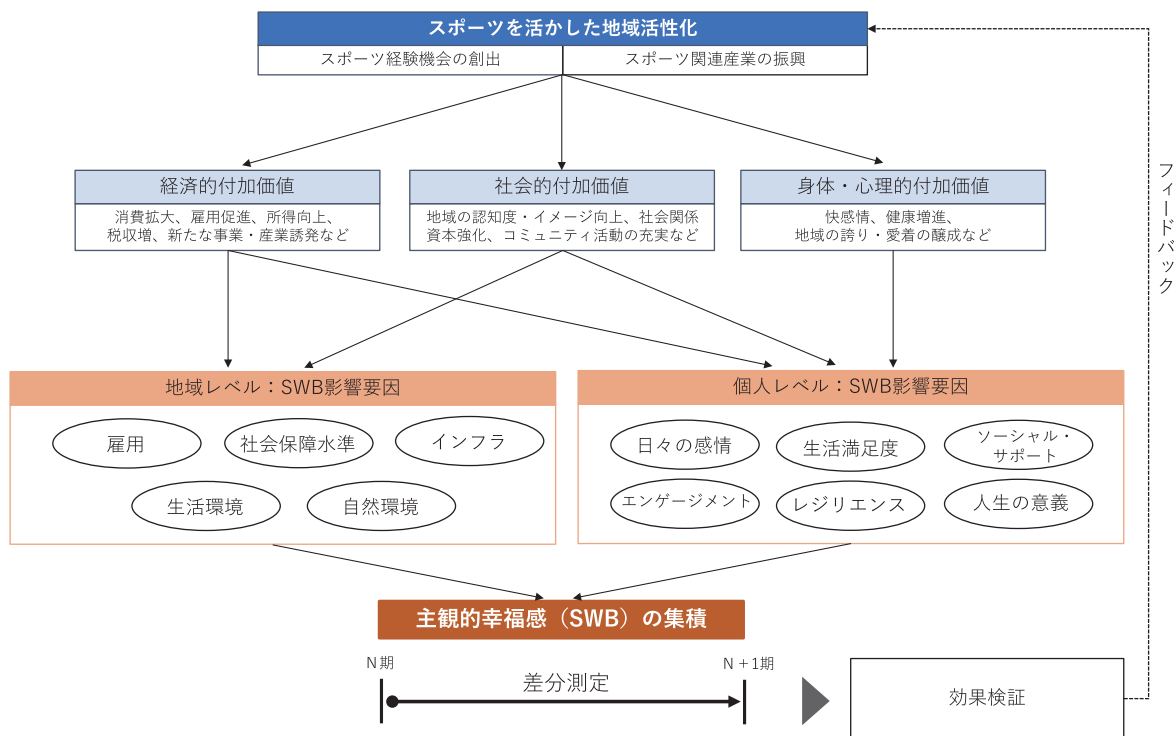 スポーツを活かした地域活性化
スポーツ経験機会の創出
スポーツ関連産業の振興
経済的付加価値
消費拡大、雇用促進、所得向上、
税収増、新たな事業・産業誘発など
社会的付加価値
地域の認知度・イメージ向上、社会関係
資本強化、コミュニティ活動の充実など
身体・心理的付加価値
快感情、健康増進、
地域の誇り・愛着の醸成など
フィードバック
地域レベル：SWB影響要因
雇用
社会保障水準
インフラ
生活環境
自然環境
個人レベル：SWB影響要因
日々の感情
生活満足度
ソーシャル・
サポート
エンゲージメント
レジリエンス
人生の意義
主観的幸福感（SWB）の集積
N期
差分測定
N＋1期
効果検証